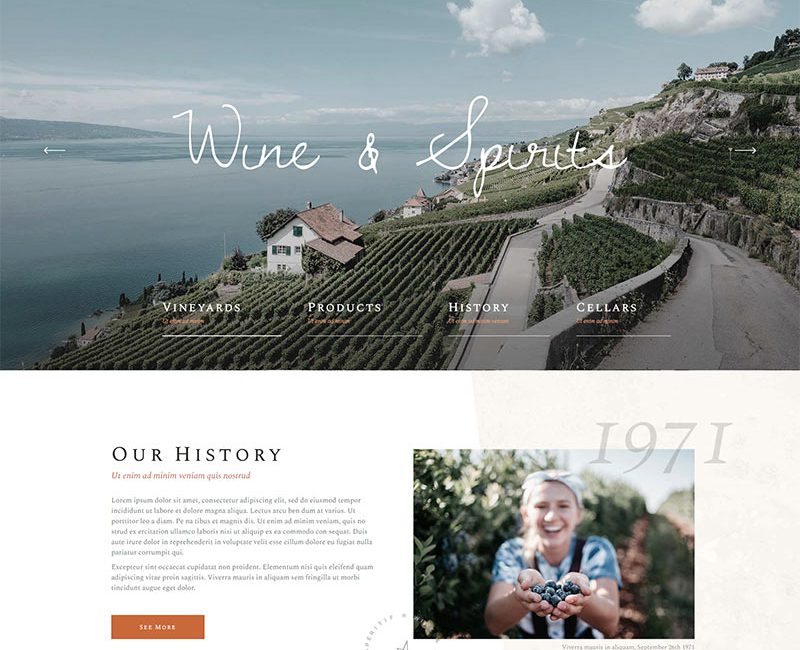 Wine & Spirits
Vineyards Products History Cellars
Ut enim ad minim Ut enim ad minim Ut enim ad minim veniam Ut enim ad minim
1971
Our History
Ut enim ad minim veniam quis nostrud
Lorem ipsum dolor sit amet, consectetur adipiscing elit, sed do eiusmod tempor
incididunt ut labore et dolore magna aliqua. Lectus arcu ben dum at varius. Ut
porttitor leo a diam. Pe na tibus et magnis dis. Ut enim ad minim veniam, quis no
strud ex ercitation ullamco laboris nisi ut aliquip ex ea commodo con sequat. Duis
aute irure dolor in reprehenderit in voluptate velit esse cillum dolore eu fugiat nulla
pariatur corrumpit qui.
Excepteur sint occaecat cupidatat non proident. Elementum nisi quis eleifend quam
adipiscing vitae proin sagittis. Viverra mauris in aliquam sem fringilla ut morbi
tincidunt augue eget dolor.
See More
Viverra mauris in aliquam, September 26th 1971